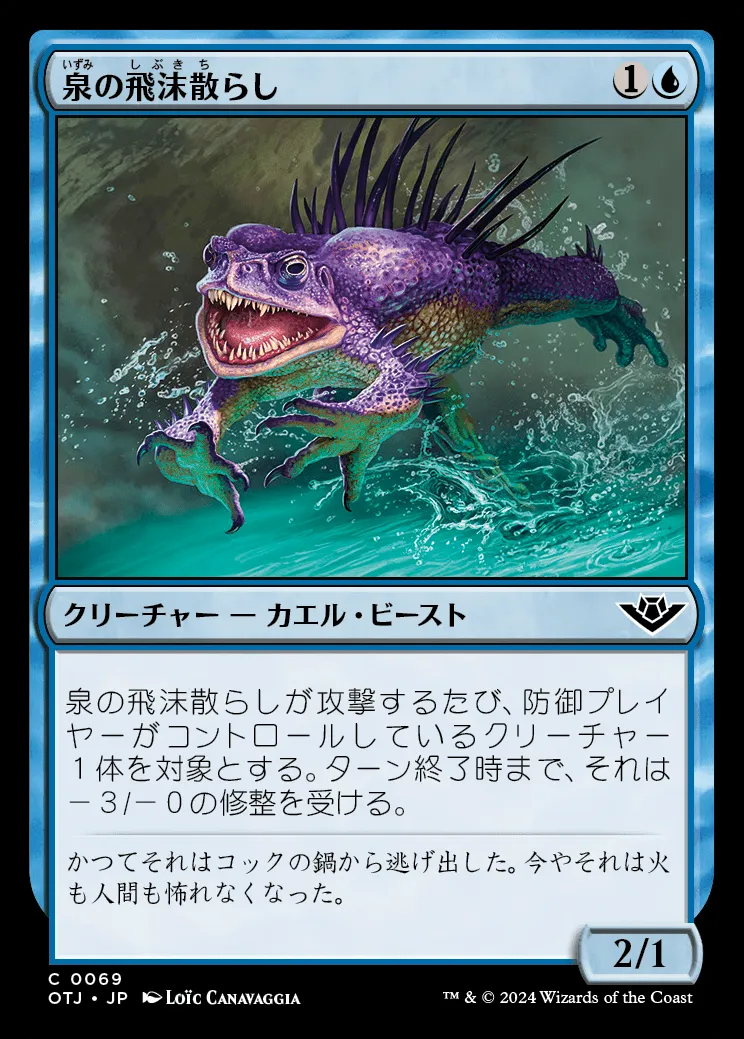 いずみ しぶきち
泉の飛沫散らし
1
クリーチャー — カエル・ビースト
泉の飛沫散らしが攻撃するたび、防御プレイ
ヤーがコントロールしているクリーチャー
1体を対象とする。ターン終了時まで、それは
-3/-0の修整を受ける。
かつてそれはコックの鍋から逃げ出した。今やそれは火
も人間も怖れなくなった。
2/1
C 0069
OTJ • JP Loïc Canavaggia
™ & © 2024 Wizards of the Coast